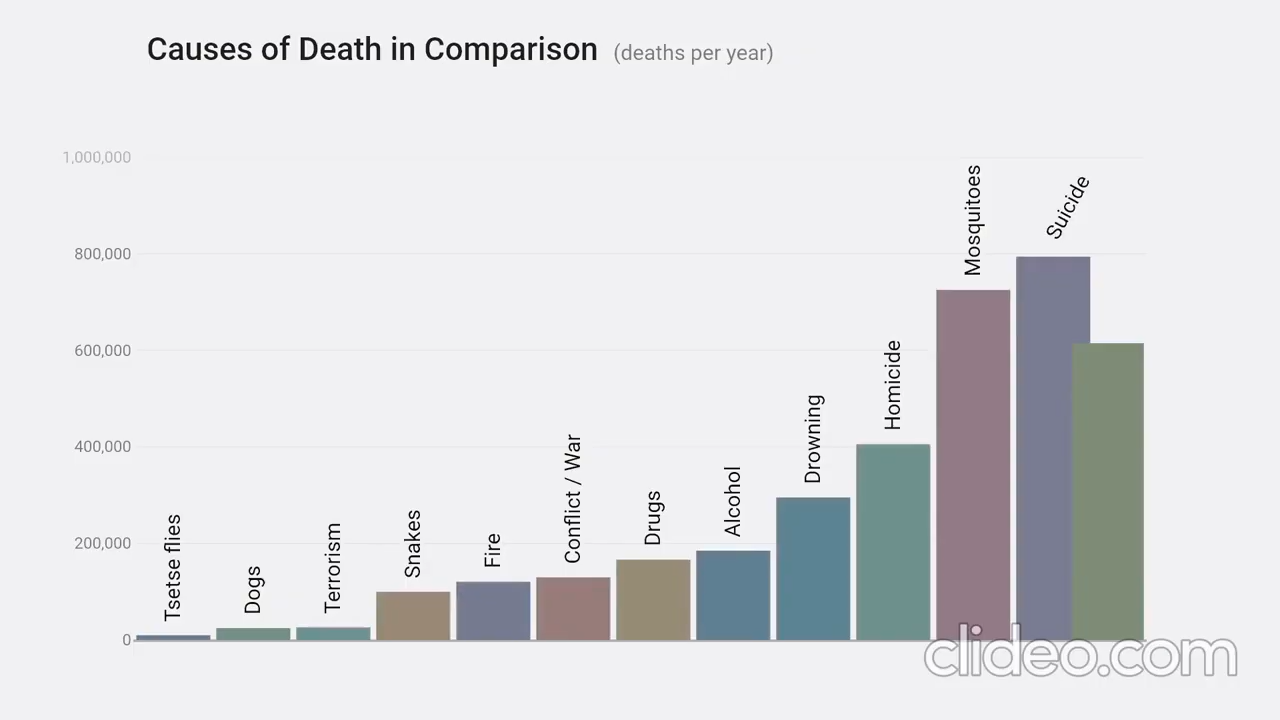 Causes of Death in Comparison (deaths per year)
1,000,000
800,000
600,000
400,000
200,000
0
Tsetse flies
Dogs
Terrorism
Snakes
Fire
Conflict / War
Drugs
Alcohol
Drowning
Homicide
Mosquitoes
Suicide
clideo.com